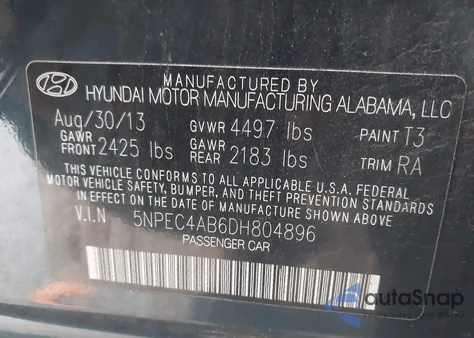 MANUFACTURED BY
HYUNDAI MOTOR MANUFACTURING ALABAMA, LLC
Aug/30/13 GVWR 4497 lbs PAINT T3
GAWR FRONT 2425 lbs GAWR REAR 2183 lbs TRIM RA
THIS VEHICLE CONFORMS TO ALL APPLICABLE U.S.A FEDERAL
MOTOR VEHICLE SAFETY, BUMPER, AND THEFT PREVENTION STANDARDS
IN EFFECT ON THE DATE OF MANUFACTURE SHOWN ABOVE.
V.I.N 5NPEC4AB6DH804896
PASSENGER CAR
autaSnap